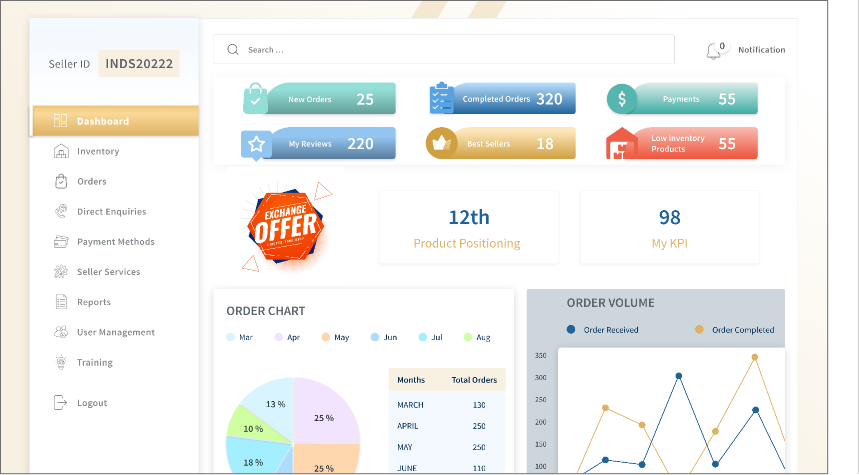 Seller ID INDS20222
Search ...
0
Notification
New Orders 25
Completed Orders 320
Payments 55
My Reviews 220
Best Sellers 18
Low Inventory
Products
55
Dashboard
Inventory
Orders
Direct Enquiries
Payment Methods
Seller Services
Reports
User Management
Training
Logout
EXCHANGE
OFFER
12th
Product Positioning
98
My KPI
ORDER CHART
Mar Apr May Jun Jul Aug
13 %
25 %
10 %
18 %
25 %
Months Total Orders
MARCH 130
APRIL 250
MAY 250
JUNE 110
ORDER VOLUME
Order Received Order Completed
350
300
250
200
150
100